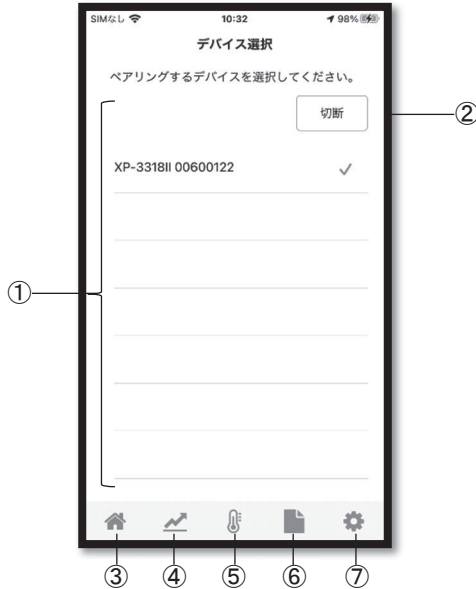 SIMなし 10:32 98%
デバイス選択
ペアリングするデバイスを選択してください。
切断
②
XP-3318II 00600122
①
③ ④ ⑤ ⑥ ⑦